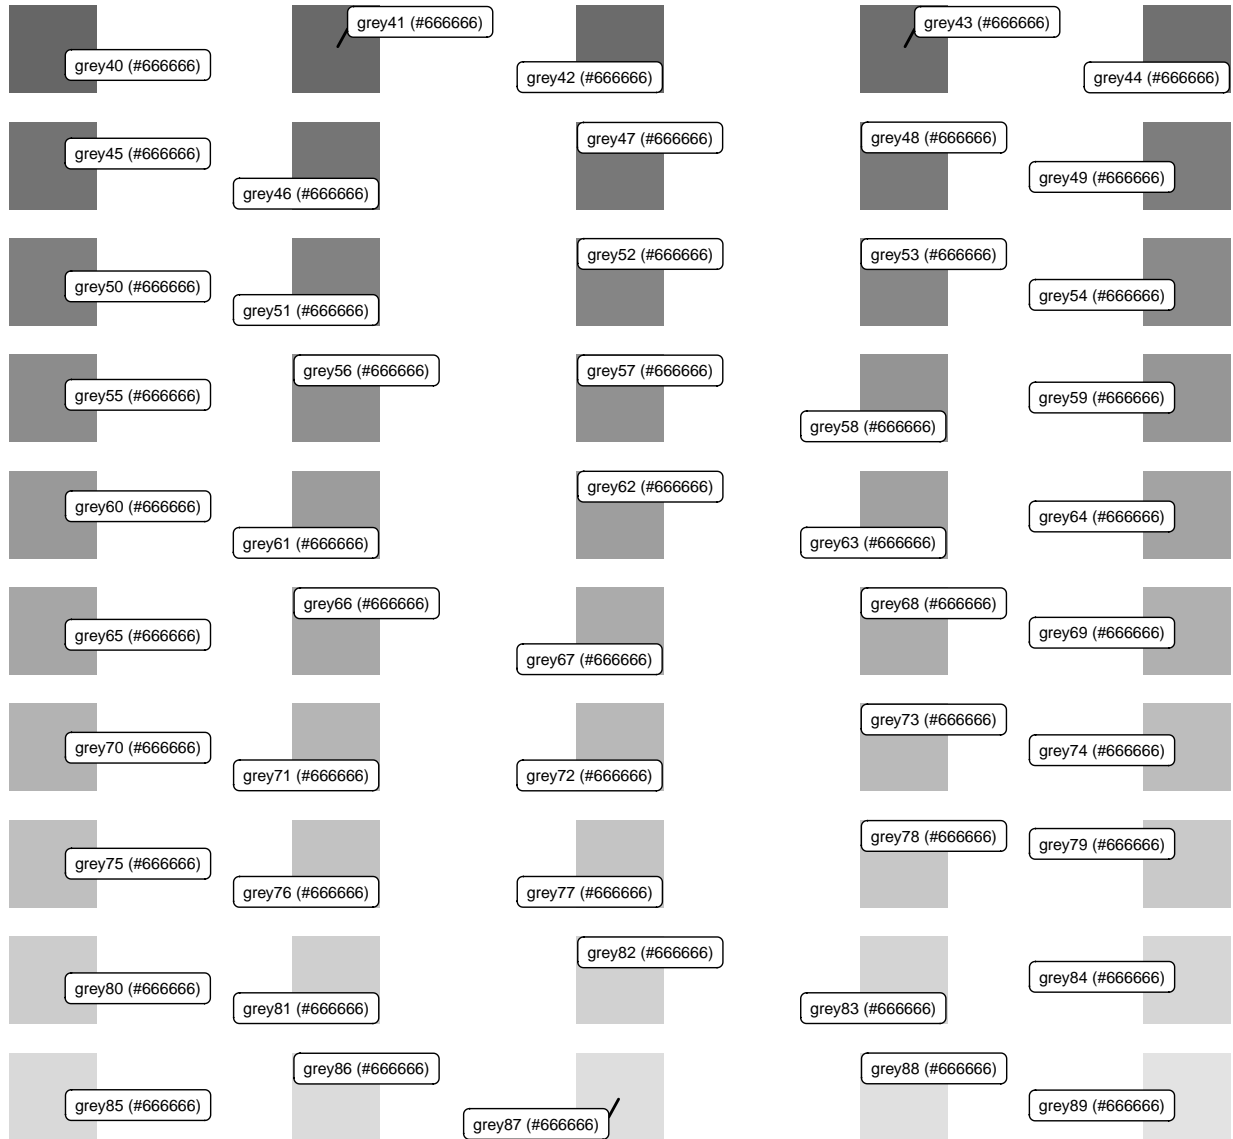 grey40 (#666666)
grey41 (#666666)
grey42 (#666666)
grey43 (#666666)
grey44 (#666666)
grey45 (#666666)
grey46 (#666666)
grey47 (#666666)
grey48 (#666666)
grey49 (#666666)
grey50 (#666666)
grey51 (#666666)
grey52 (#666666)
grey53 (#666666)
grey54 (#666666)
grey55 (#666666)
grey56 (#666666)
grey57 (#666666)
grey58 (#666666)
grey59 (#666666)
grey60 (#666666)
grey61 (#666666)
grey62 (#666666)
grey63 (#666666)
grey64 (#666666)
grey65 (#666666)
grey66 (#666666)
grey67 (#666666)
grey68 (#666666)
grey69 (#666666)
grey70 (#666666)
grey71 (#666666)
grey72 (#666666)
grey73 (#666666)
grey74 (#666666)
grey75 (#666666)
grey76 (#666666)
grey77 (#666666)
grey78 (#666666)
grey79 (#666666)
grey80 (#666666)
grey81 (#666666)
grey82 (#666666)
grey83 (#666666)
grey84 (#666666)
grey85 (#666666)
grey86 (#666666)
grey87 (#666666)
grey88 (#666666)
grey89 (#666666)